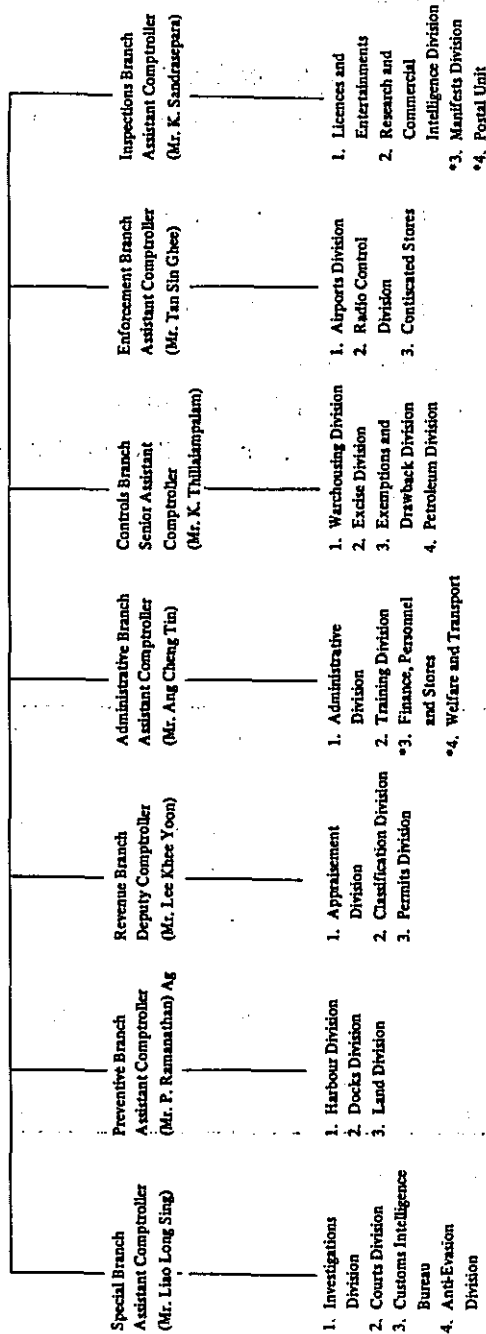 Special Branch
Assistant Comptroller
(Mr. Liao Long Sing)
1. Investigations
Division
2. Courts Division
3. Customs Intelligence
Bureau
4. Anti-Evasion
Division
Preventive Branch
Assistant Comptroller
(Mr. P. Ramanathan) Ag
1. Harbour Division
2. Docks Division
3. Land Division
Revenue Branch
Deputy Comptroller
(Mr. Lee Khee Yoon)
1. Appraisement
Division
2. Classification Division
3. Permits Division
Administrative Branch
Assistant Comptroller
(Mr. Ang Cheng Tin)
1. Administrative
Division
2. Training Division
*3. Finance, Personnel
and Stores
*4. Welfare and Transport
Controls Branch
Senior Assistant
Comptroller
(Mr. K. Thillaiampalam)
1. Warehousing Division
2. Excise Division
3. Exemptions and
Drawback Division
4. Petroleum Division
Enforcement Branch
Assistant Comptroller
(Mr. Tan Sin Ghee)
1. Airports Division
2. Radio Control
Division
3. Contiscated Stores
Inspections Branch
Assistant Comptroller
(Mr. K. Sandrasepara)
1. Licences and
Entertainments
2. Research and
Commercial
Intelligence Division
*3. Manifests Division
*4. Postal Unit